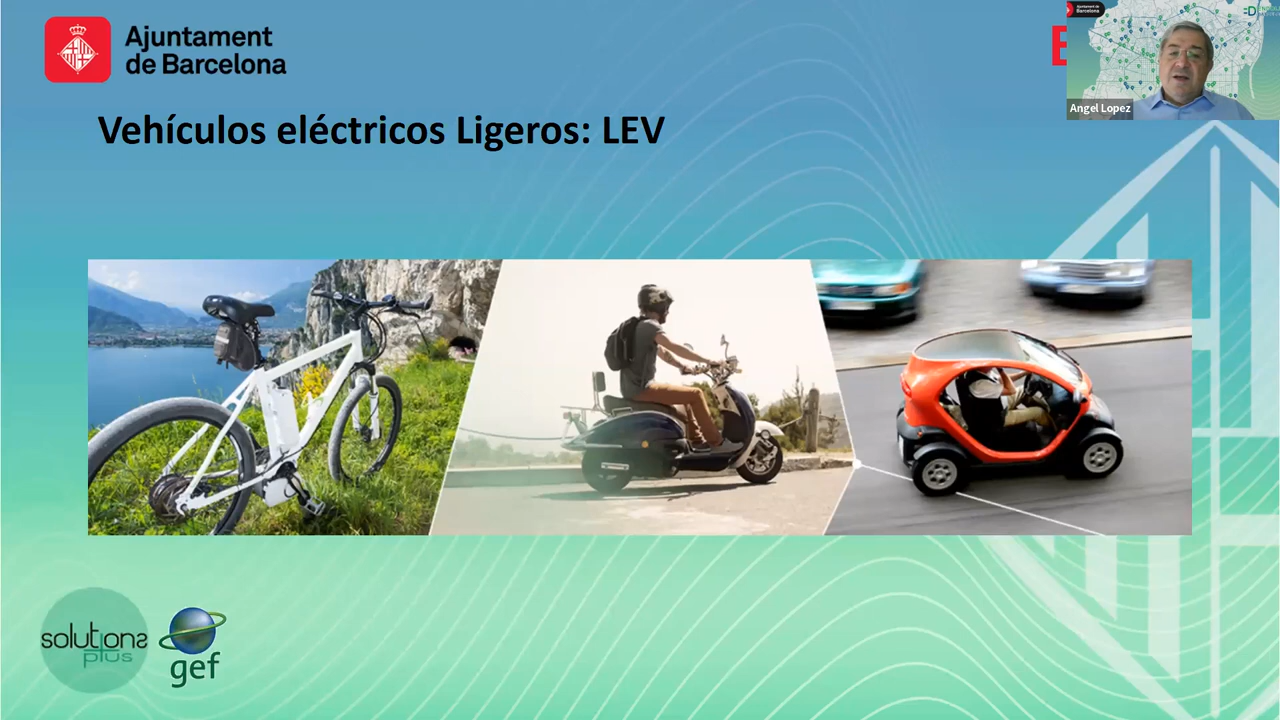 Ajuntament
de Barcelona
Vehículos eléctricos Ligeros: LEV
Angel Lopez
solutions
plus
gef